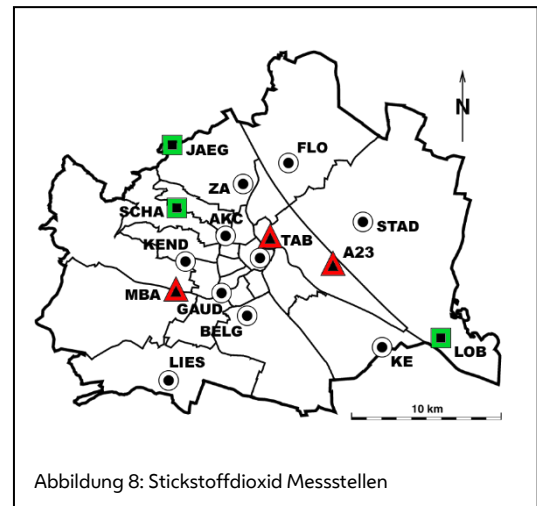 JAEG
FLO
N
ZA
SCHA
AKC
STAD
TAB
KEND
A23
MBA
GAUD
BELG
LOB
KE
LIES
10 km
Abbildung 8: Stickstoffdioxid Messstellen